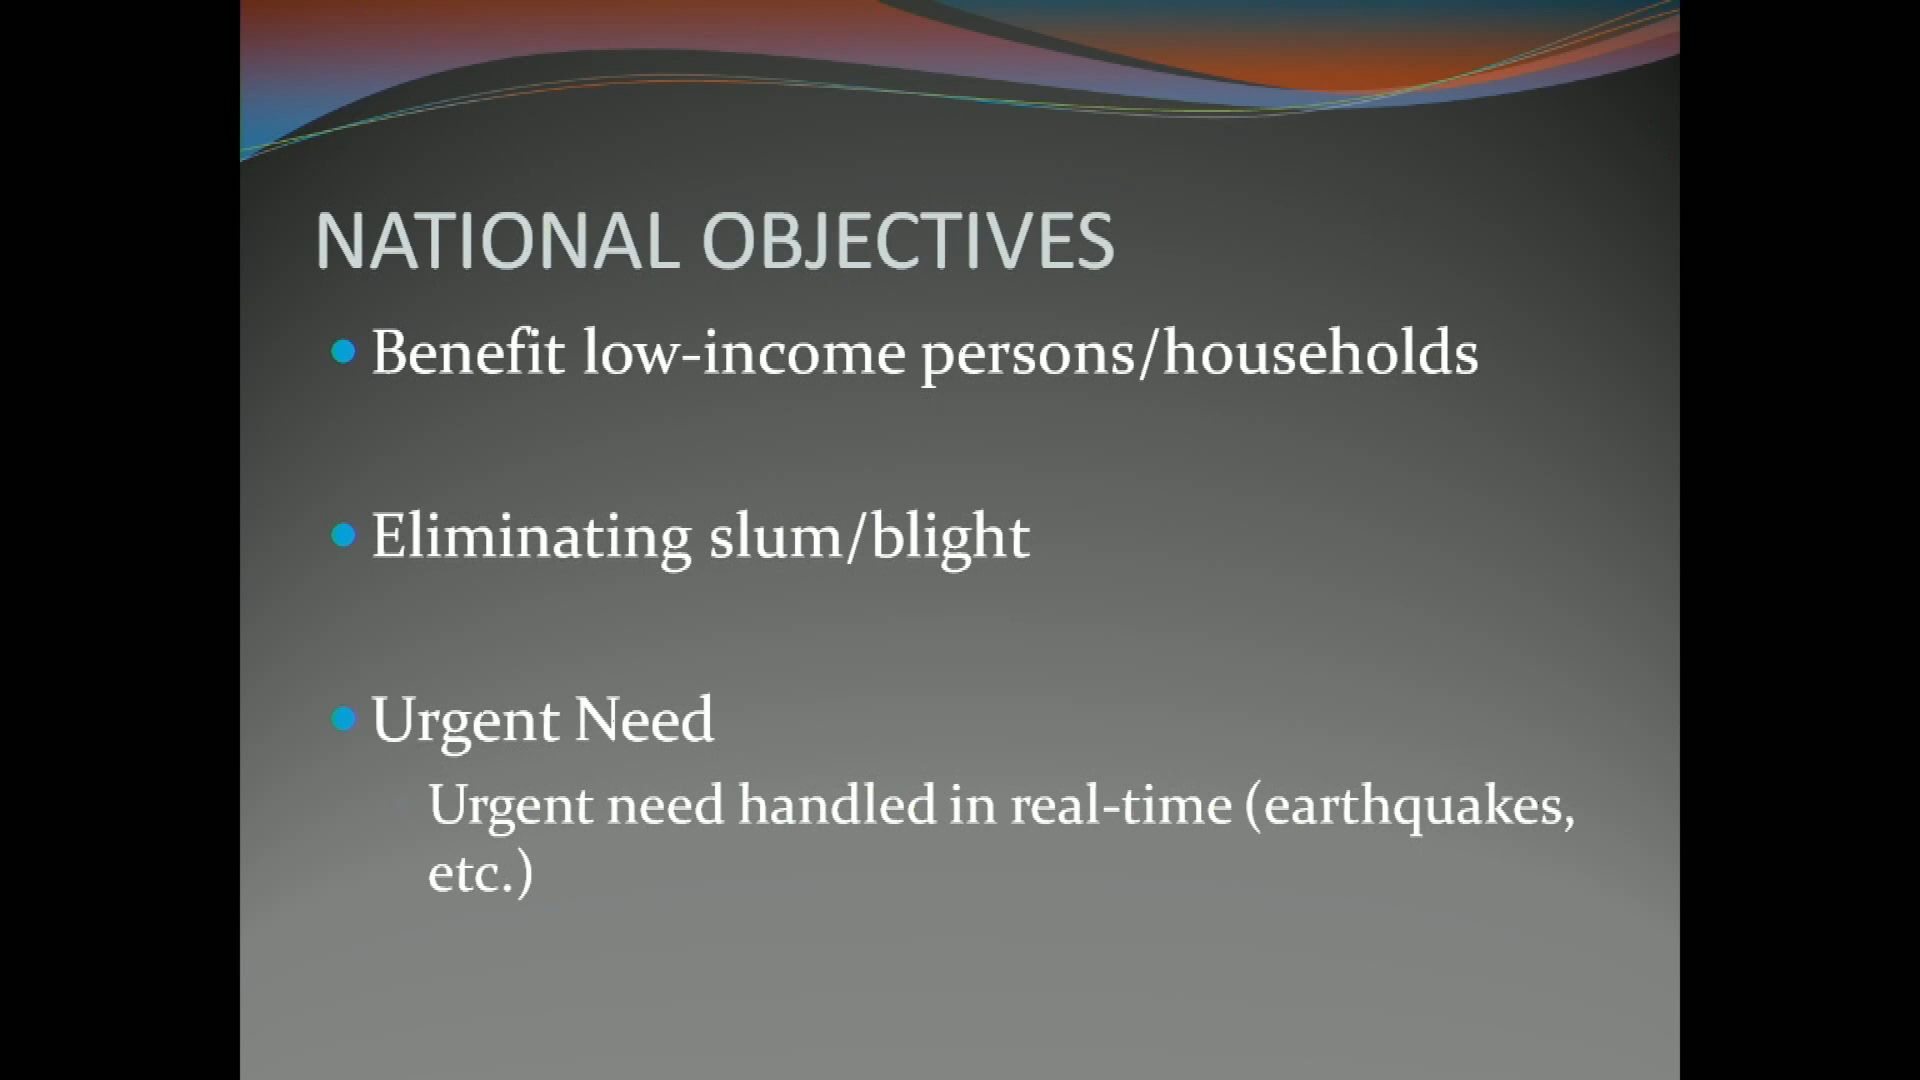 NATIONAL OBJECTIVES
Benefit low-income persons/households
Eliminating slum/blight
Urgent Need
Urgent need handled in real-time (earthquakes,
etc.)